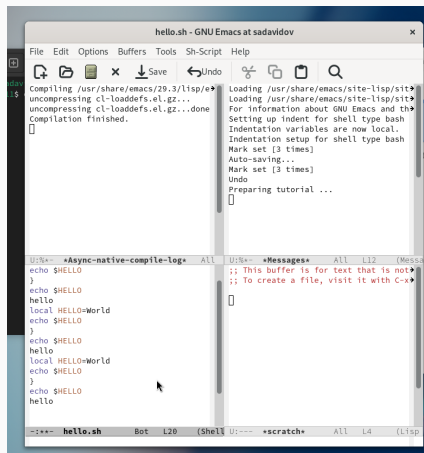 hello.sh - GNU Emacs at sadavidov
File Edit Options Buffers Tools Sh-Script Help
Save Undo
Compiling /usr/share/emacs/29.3/lisp/e
uncompressing cl-loaddefs.el.gz...
uncompressing cl-loaddefs.el.gz...done
Compilation finished.
U:%*- *Async-native-compile-log* All
Loading /usr/share/emacs/site-lisp/sit
Loading /usr/share/emacs/site-lisp/sit
For information about GNU Emacs and th
Setting up indent for shell type bash
Indentation variables are now local.
Indentation setup for shell type bash
Mark set [3 times]
Auto-saving...
Mark set [3 times]
Undo
Preparing tutorial ...
U:%*- *Messages* All L12 (Messa
echo $HELLO
}
echo $HELLO
hello
local HELLO=World
echo $HELLO
}
echo $HELLO
hello
local HELLO=World
echo $HELLO
}
echo $HELLO
hello
-:**- hello.sh Bot L20 (Shell
;; This buffer is for text that is not
;; To create a file, visit it with C-x
U:--- *scratch* All L4 (Lisp